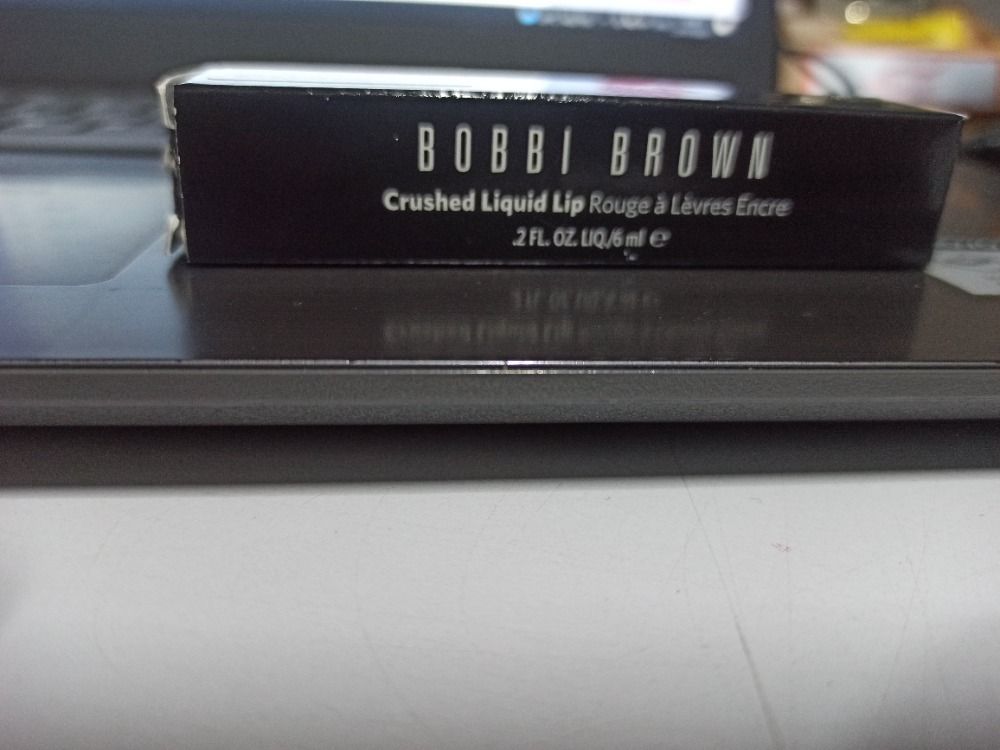 BOBBI BROWN
Crushed Liquid Lip Rouge à Lèvres Encre
.2 FL. OZ. LIQ./6 ml ℮